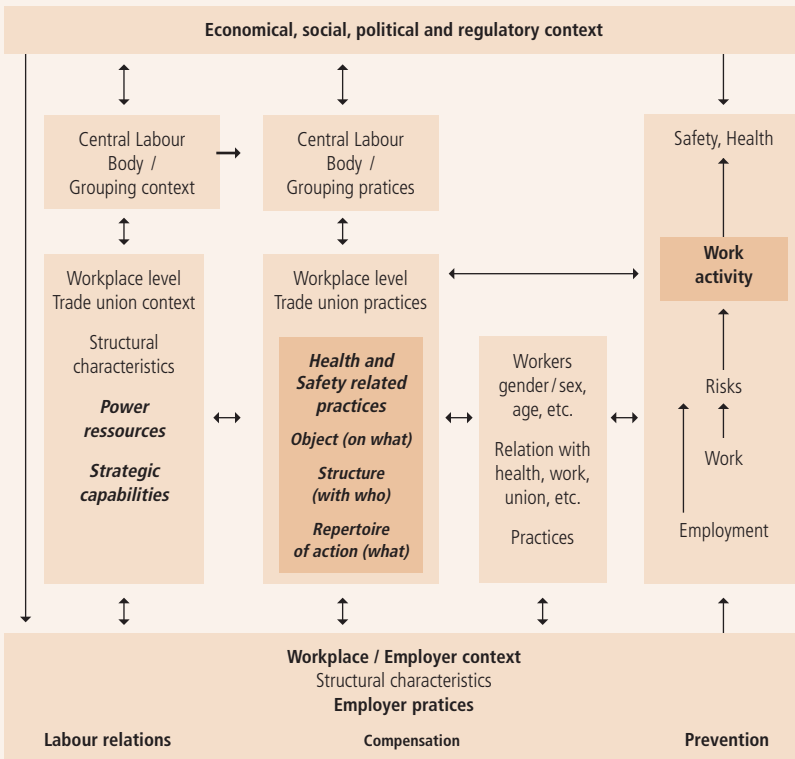 Economical, social, political and regulatory context
Central Labour
Body /
Grouping context
Central Labour
Body /
Grouping pratices
Safety, Health
Work
activity
Risks
Work
Employment
Workplace level
Trade union context
Structural
characteristics
Power
ressources
Strategic
capabilities
Workplace level
Trade union practices
Health and
Safety related
practices
Object (on what)
Structure
(with who)
Repertoire
of action (what)
Workers
gender/sex,
age, etc.
Relation with
health, work,
union, etc.
Practices
Workplace / Employer context
Structural characteristics
Employer pratices
Labour relations
Compensation
Prevention